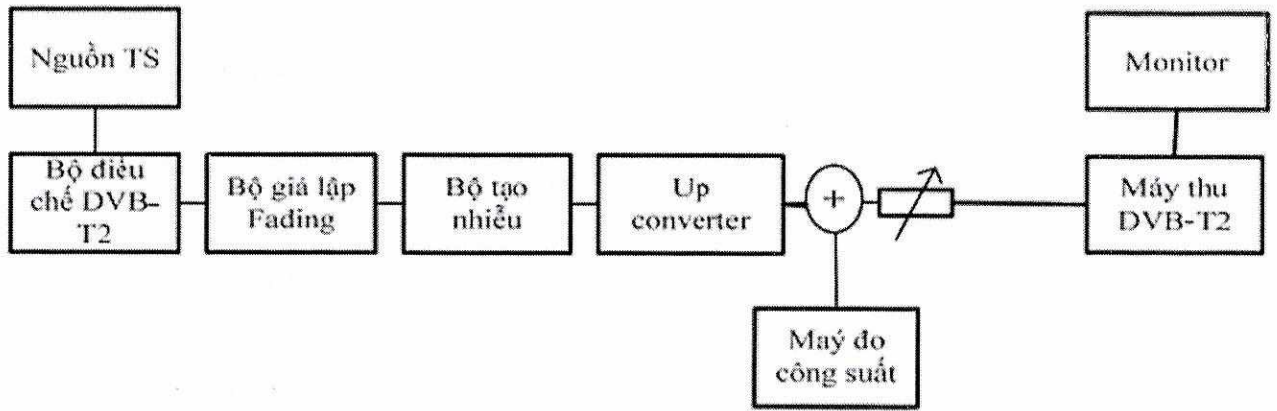 Nguồn TS
Monitor
Bộ điều
chế DVB-
T2
Bộ giả lập
Fading
Bộ tạo
nhiễu
Up
converter
+
Máy thu
DVB-T2
Maý đo
công suất